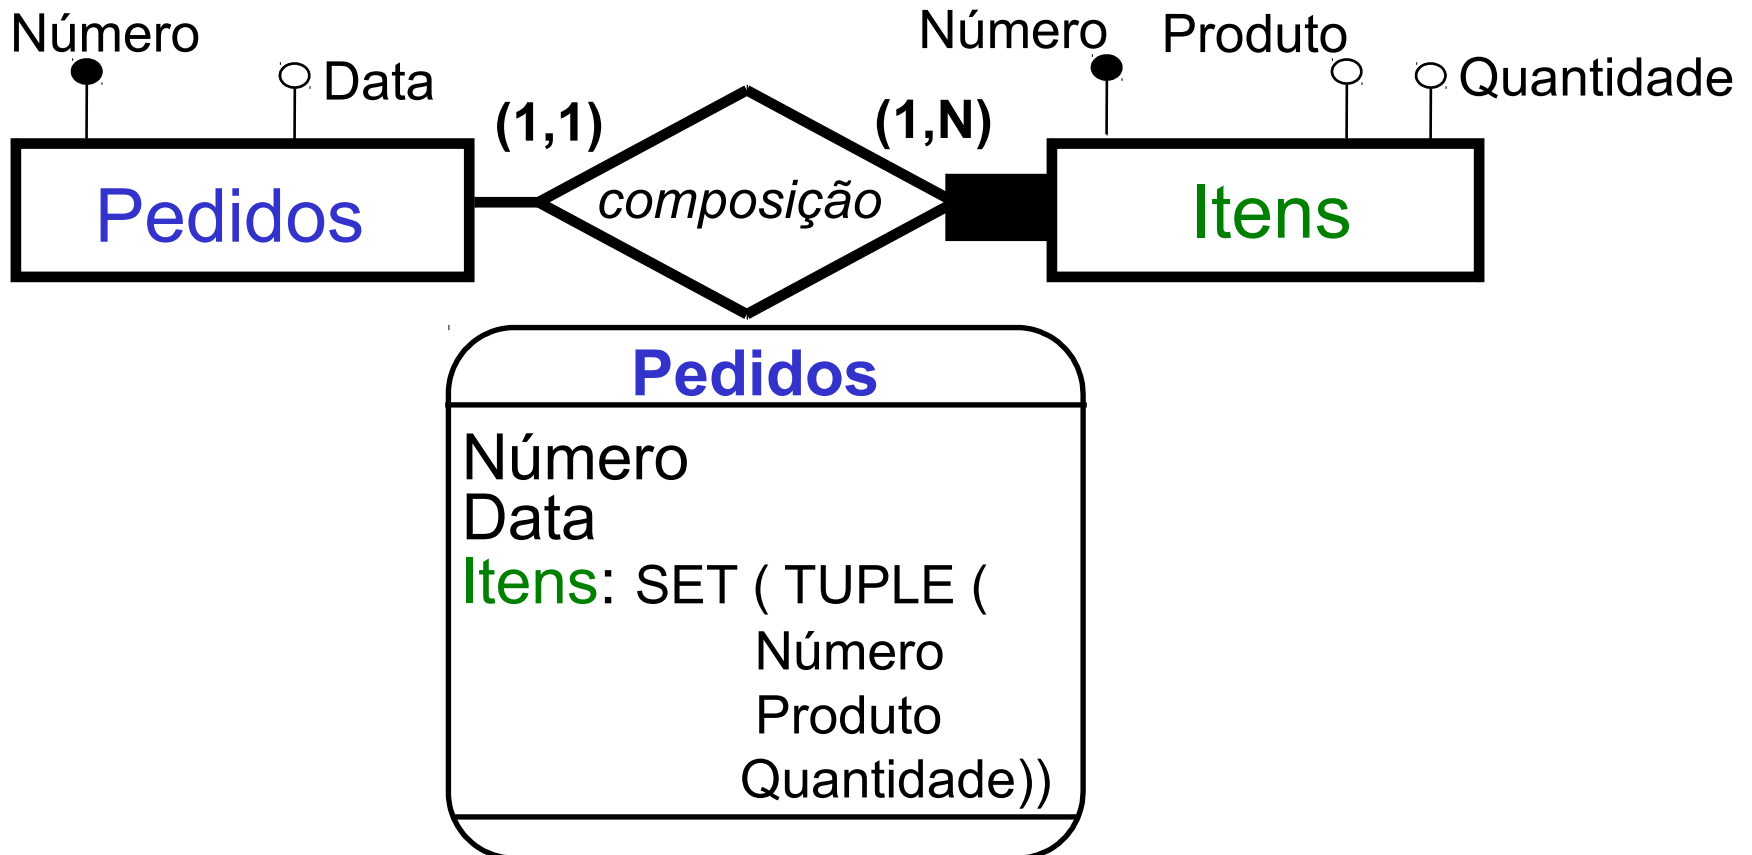 Número
Data
(1,1)
composição
(1,N)
Número
Produto
Quantidade
Pedidos
Itens
Pedidos
Número
Data
Itens: SET ( TUPLE (
Número
Produto
Quantidade))